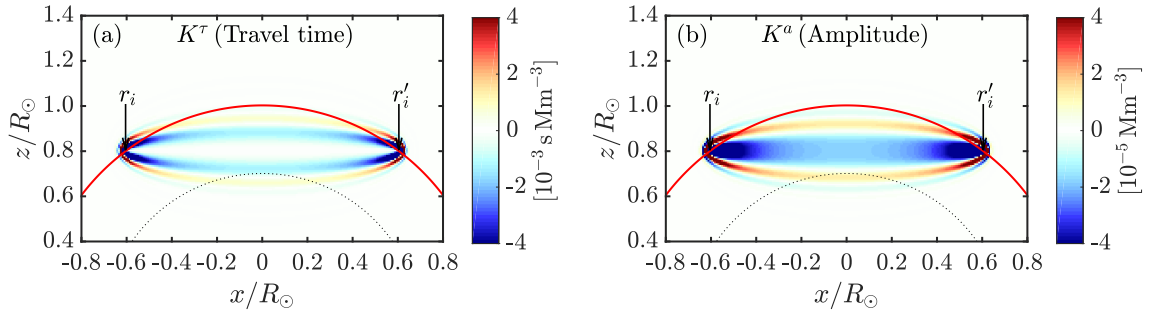 (a) K^τ (Travel time)
r_i
r'_i
z/R_⊙
1.4
1.2
1.0
0.8
0.6
0.4
-0.8 -0.6 -0.4 -0.2 0 0.2 0.4 0.6 0.8
x/R_⊙
4
2
0
-2
-4
[10^{-3} s Mm^{-3}]
(b) K^a (Amplitude)
r_i
r'_i
z/R_⊙
1.4
1.2
1.0
0.8
0.6
0.4
-0.8 -0.6 -0.4 -0.2 0 0.2 0.4 0.6 0.8
x/R_⊙
4
2
0
-2
-4
[10^{-5} Mm^{-3}]